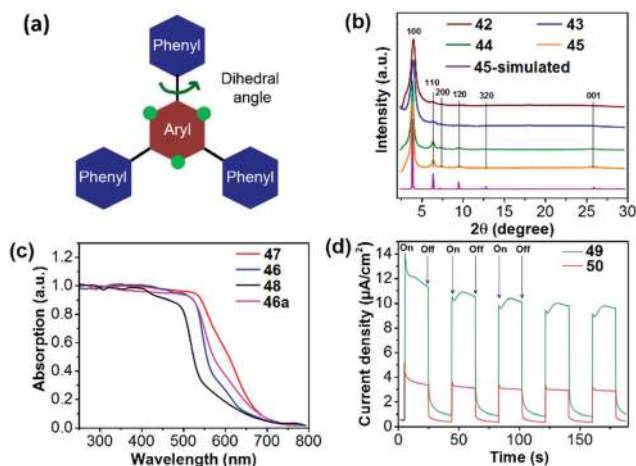 (a)
Phenyl
Dihedral
angle
Aryl
Phenyl
Phenyl
(b)
Intensity (a.u.)
100
42
43
44
45
45-simulated
110
200
120
320
001
5
10
15
20
25
30
2θ (degree)
(c)
Absorption (a.u.)
1.2
1.0
0.8
0.6
0.4
0.2
0.0
47
46
48
46a
300
400
500
600
700
800
Wavelength (nm)
(d)
Current density (µA/cm²)
14
12
10
8
6
4
2
0
On Off On Off On Off
49
50
0
50
100
150
Time (s)